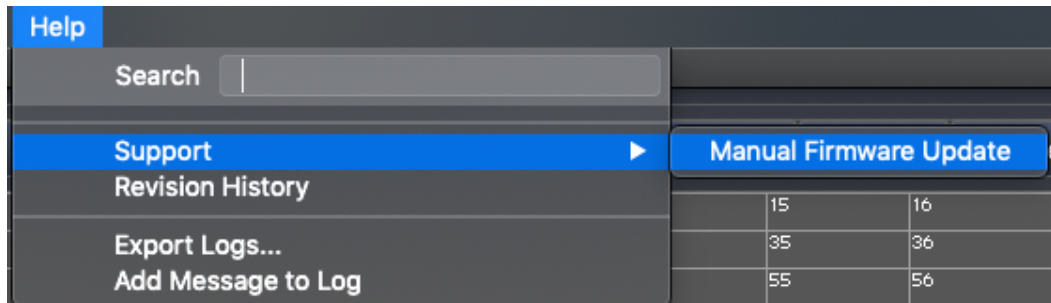 Help
Search
Support Manual Firmware Update
Revision History
15 16
Export Logs...
35 36
Add Message to Log
55 56